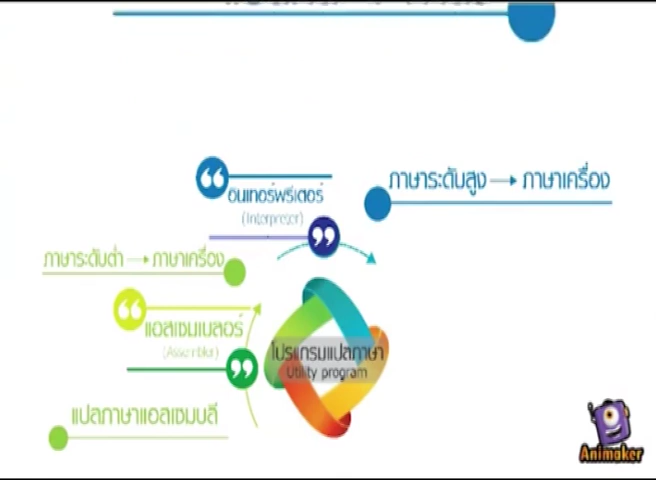 อินเทอร์พรีเตอร์
(Interpreter)
ภาษาระดับสูง → ภาษาเครื่อง
ภาษาระดับต่ำ → ภาษาเครื่อง
แอสเซมเบลอร์
(Assembler)
แปลภาษาแอสเซมบลี
โปรแกรมแปลภาษา
Utility program
Animaker